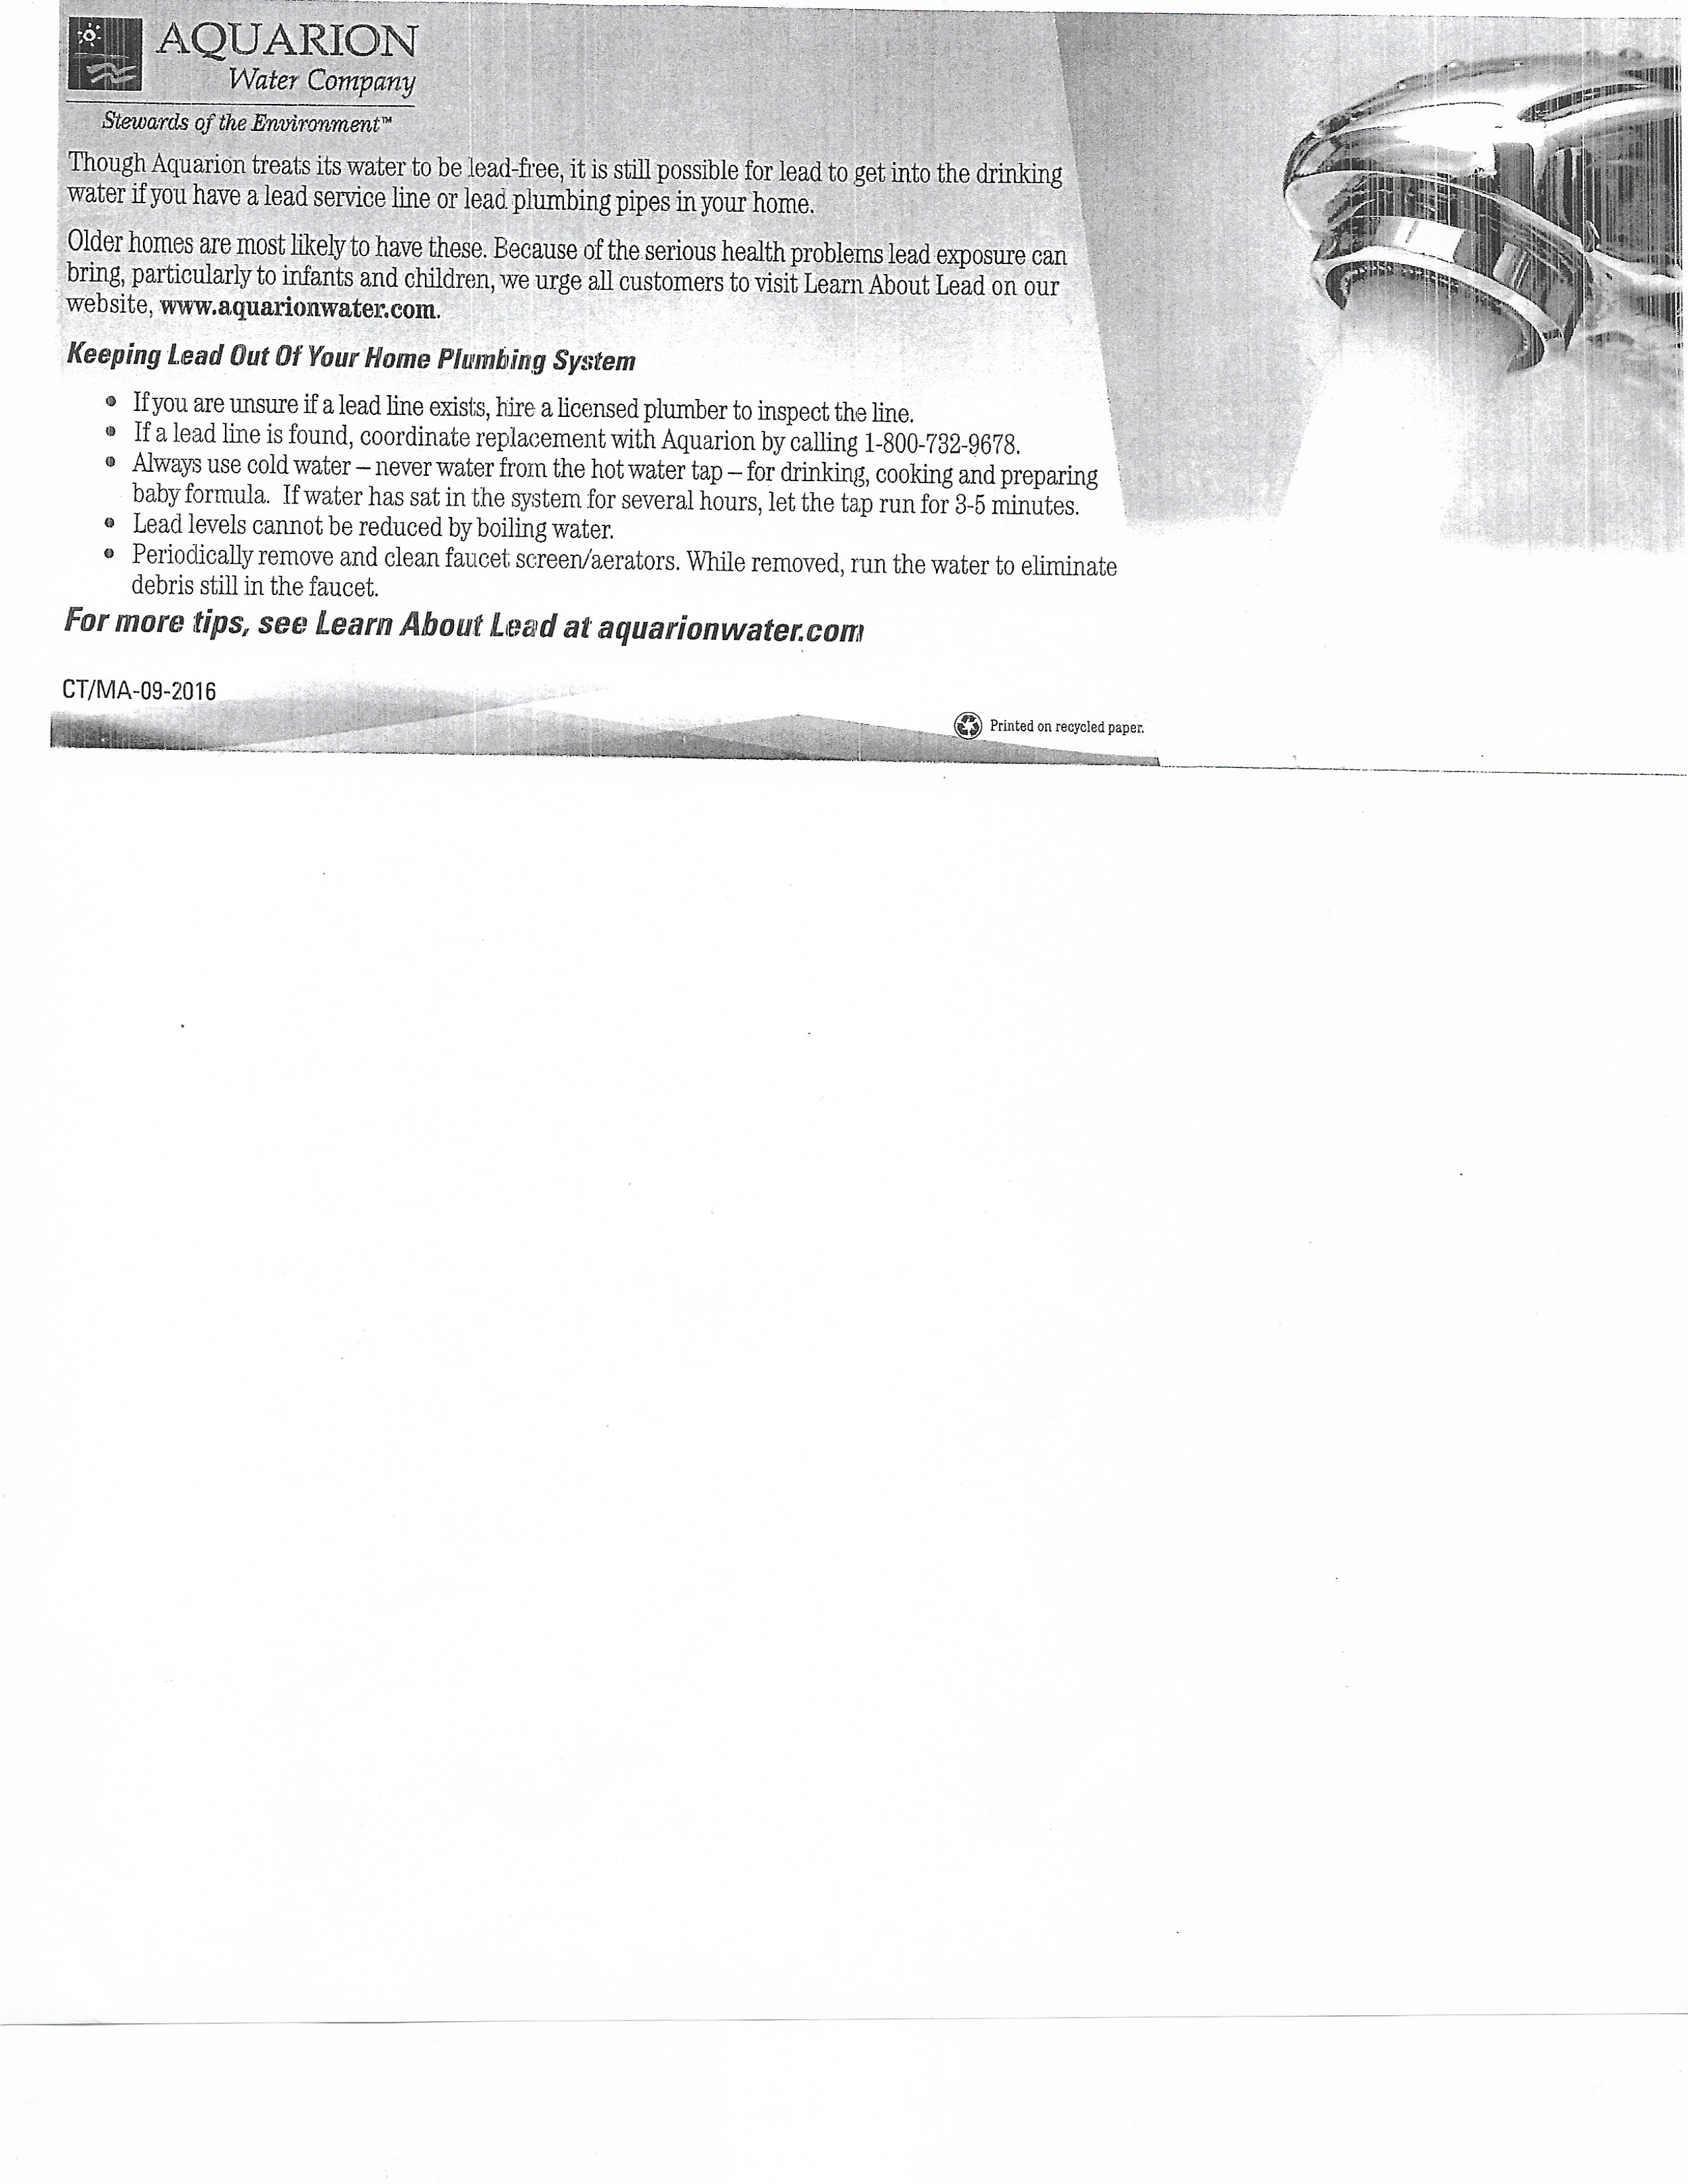 AQUARION
Water Company
Stewards of the Environment™
Though Aquarion treats its water to be lead-free, it is still possible for lead to get into the drinking
water if you have a lead service line or lead plumbing pipes in your home.
Older homes are most likely to have these. Because of the serious health problems lead exposure can
bring, particularly to infants and children, we urge all customers to visit Learn About Lead on our
website, www.aquarionwater.com.
Keeping Lead Out Of Your Home Plumbing System
• If you are unsure if a lead line exists, hire a licensed plumber to inspect the line.
• If a lead line is found, coordinate replacement with Aquarion by calling 1-800-732-9678.
• Always use cold water – never water from the hot water tap – for drinking, cooking and preparing
baby formula. If water has sat in the system for several hours, let the tap run for 3-5 minutes.
• Lead levels cannot be reduced by boiling water.
• Periodically remove and clean faucet screen/aerators. While removed, run the water to eliminate
debris still in the faucet.
For more tips, see Learn About Lead at aquarionwater.com
CT/MA-09-2016
Printed on recycled paper.